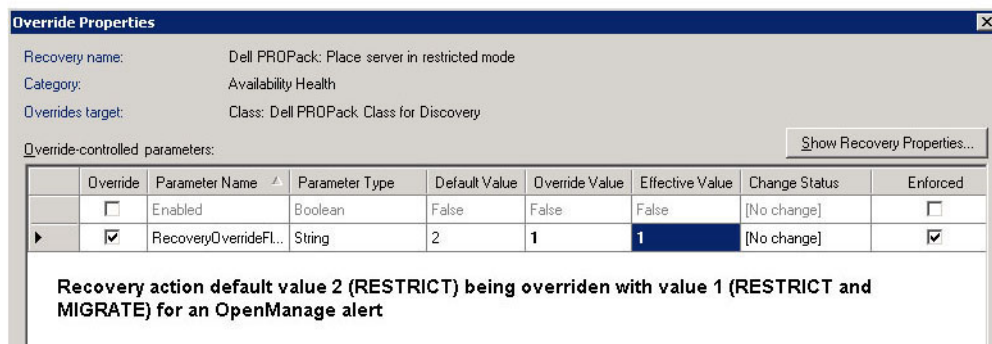 Override Properties
Recovery name: Dell PROPack: Place server in restricted mode
Category: Availability Health
Overrides target: Class: Dell PROPack Class for Discovery
Override-controlled parameters:
Show Recovery Properties...
Override Parameter Name Parameter Type Default Value Override Value Effective Value Change Status Enforced
Enabled Boolean False False False [No change]
RecoveryOverrideFl... String 2 1 1 [No change]
Recovery action default value 2 (RESTRICT) being overriden with value 1 (RESTRICT and
MIGRATE) for an OpenManage alert